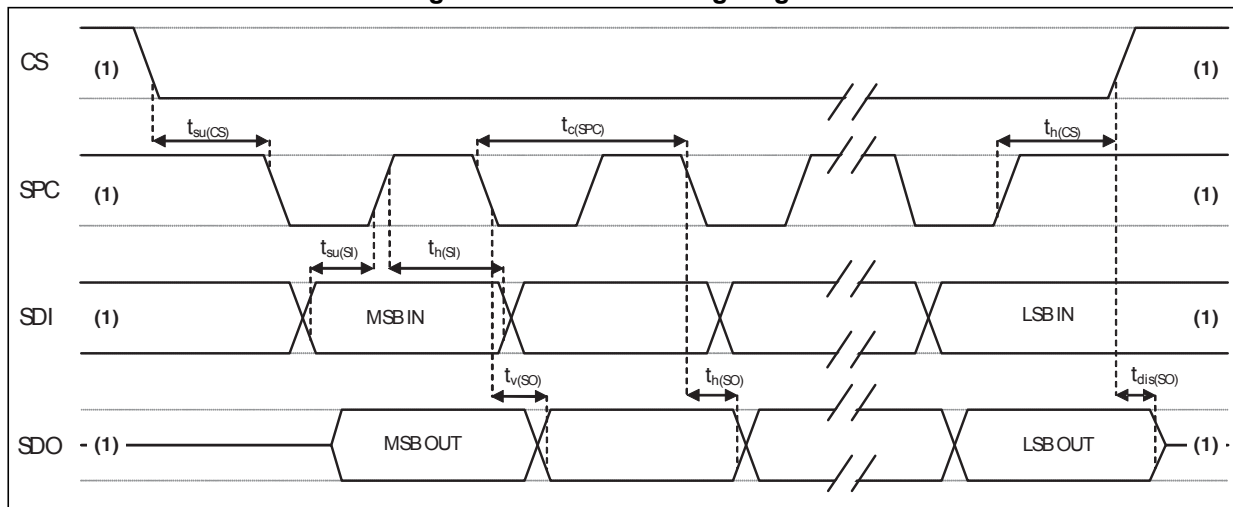 CS (1) (1)
t_su(CS) t_c(SPC) t_h(CS)
SPC (1) (1)
t_su(SI) t_h(SI)
SDI (1) MSB IN LSB IN (1)
t_v(SO) t_h(SO) t_dis(SO)
SDO (1) MSB OUT LSB OUT (1)